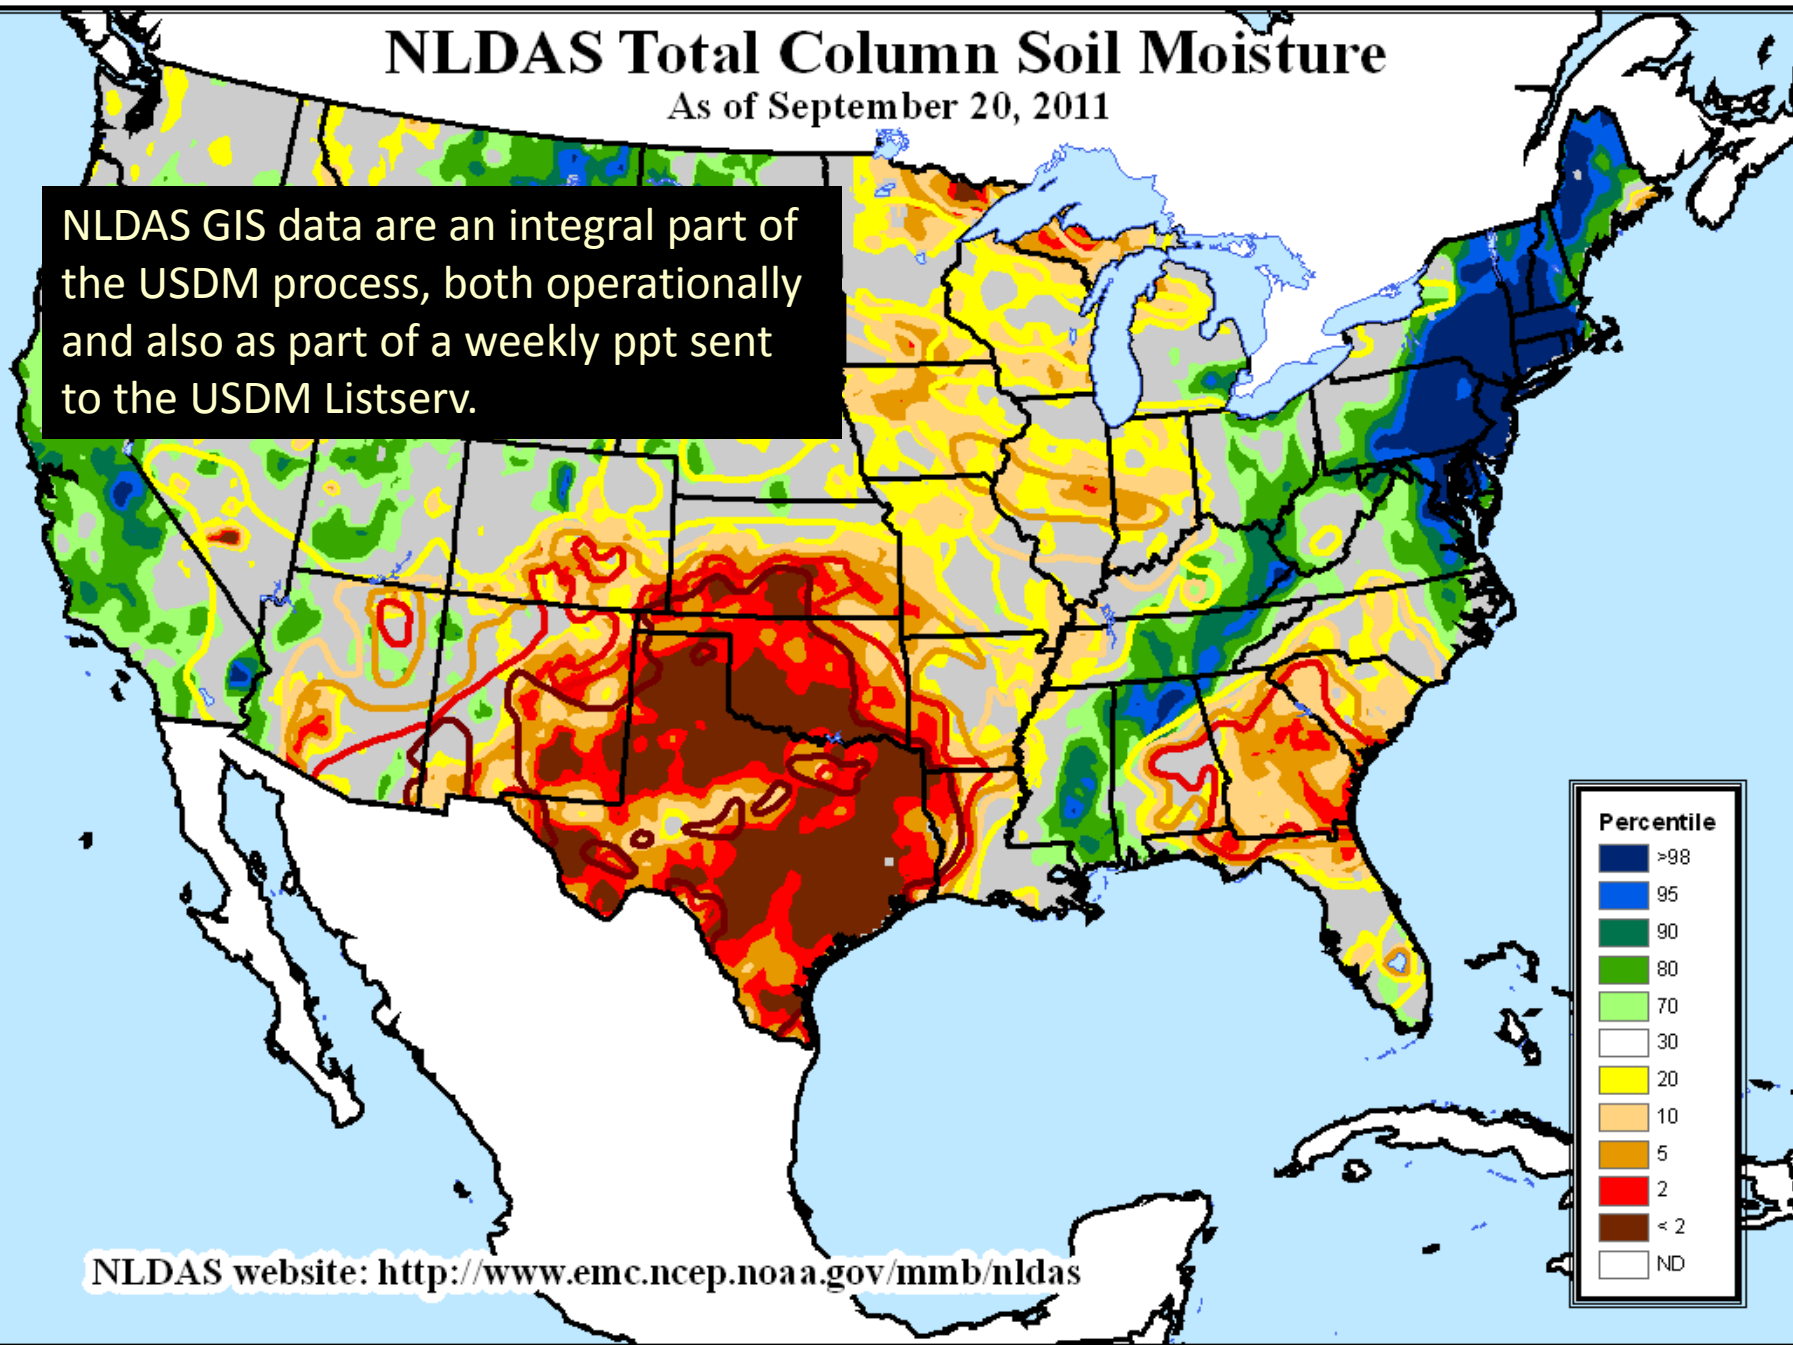 NLDAS Total Column Soil Moisture
As of September 20, 2011
NLDAS GIS data are an integral part of
the USDM process, both operationally
and also as part of a weekly ppt sent
to the USDM Listserv.
Percentile
>98
95
90
80
70
30
20
10
5
2
< 2
ND
NLDAS website: http://www.emc.ncep.noaa.gov/mmb/nldas